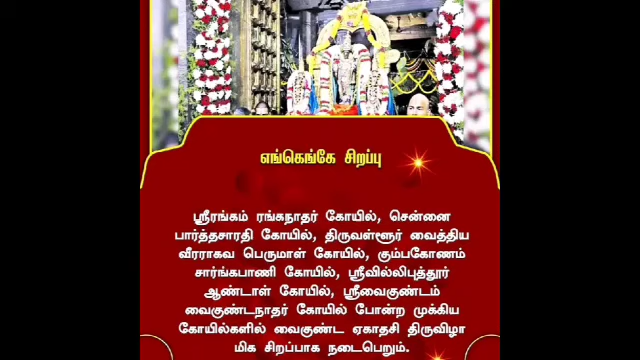 எங்கெங்கே சிறப்பு
ஸ்ரீரங்கம் ரங்கநாதர் கோயில், சென்னை
பார்த்தசாரதி கோயில், திருவள்ளூர் வைத்திய
வீரராகவ பெருமாள் கோயில், கும்பகோணம்
சார்ங்கபாணி கோயில், ஸ்ரீவில்லிபுத்தூர்
ஆண்டாள் கோயில், ஸ்ரீவைகுண்டம்
வைகுண்டநாதர் கோயில் போன்ற முக்கிய
கோயில்களில் வைகுண்ட ஏகாதசி திருவிழா
மிக சிறப்பாக நடைபெறும்.